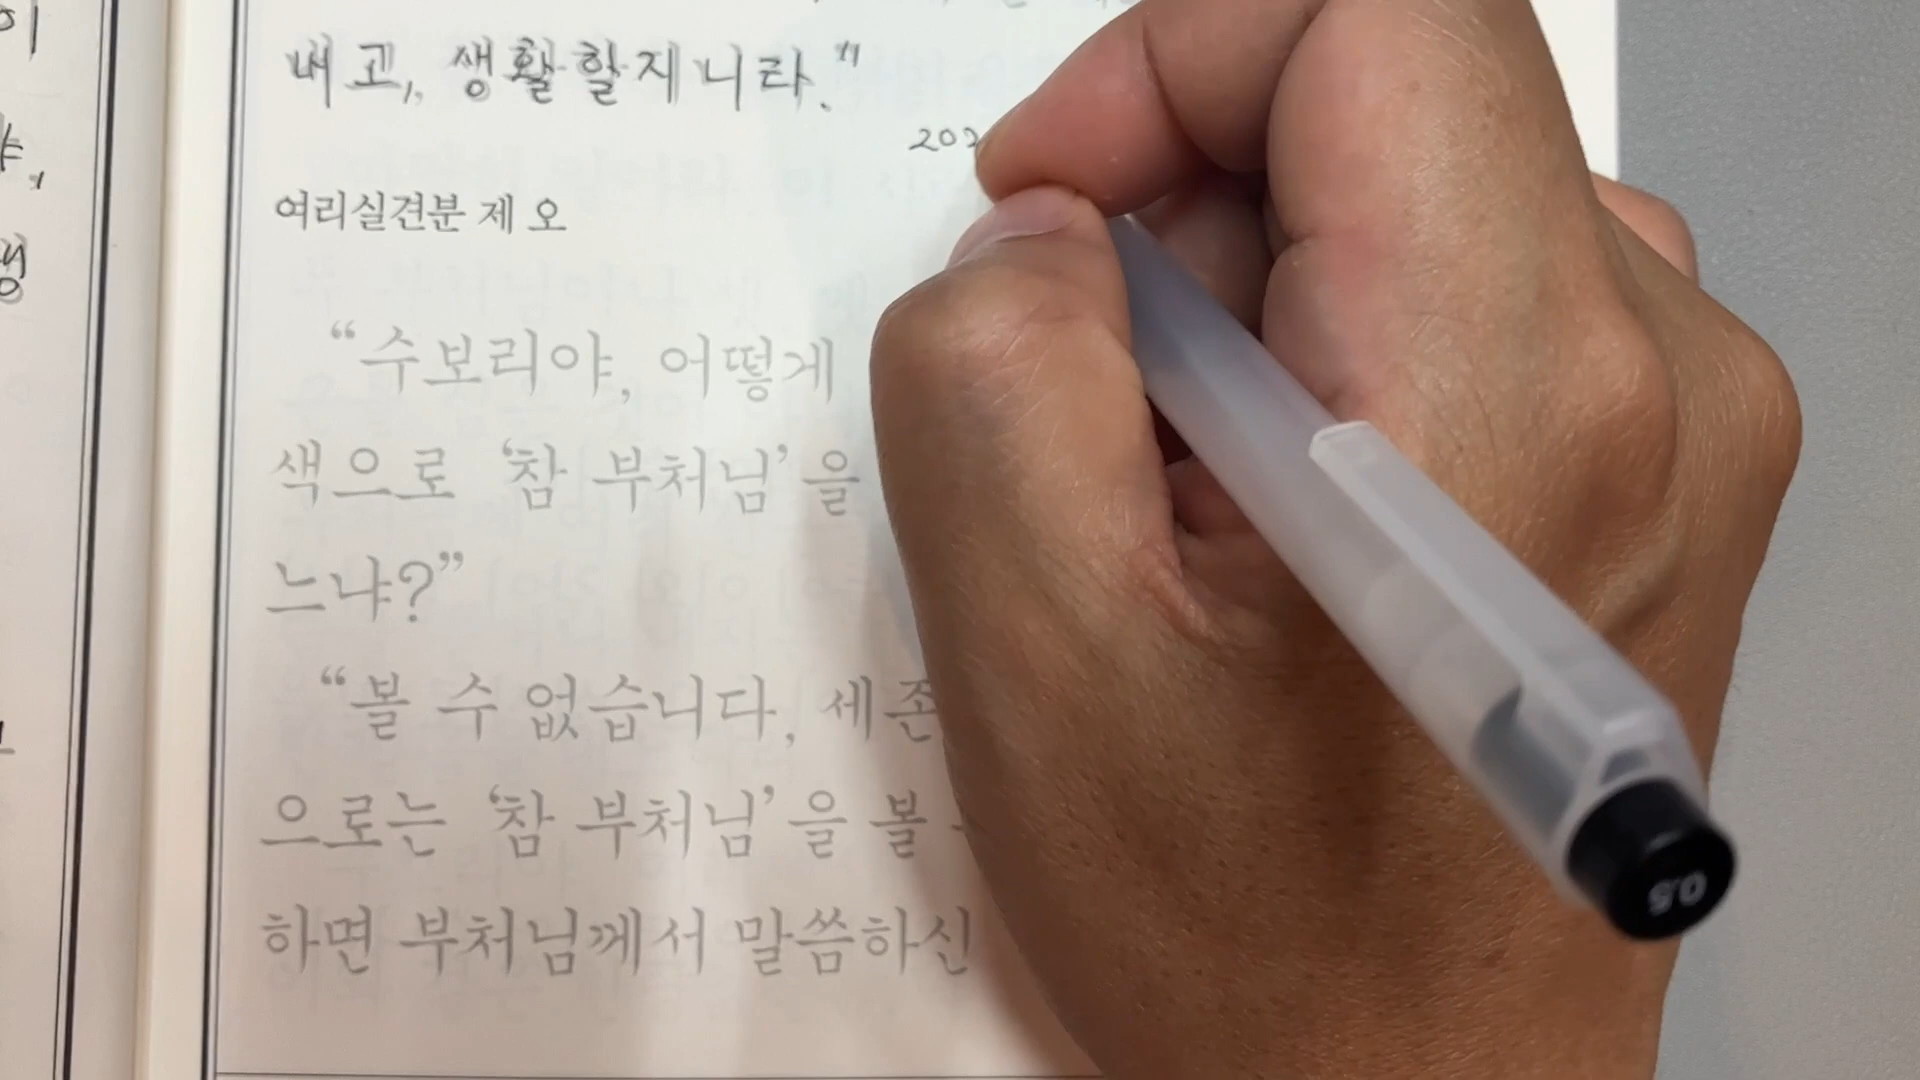 내고, 생활할지니라."
202
여리실견분 제 오
“수보리야, 어떻게
색으로 ‘참 부처님’을
느냐?”
“볼 수 없습니다, 세존
으로는 ‘참 부처님’을 볼
하면 부처님께서 말씀하신
0.5